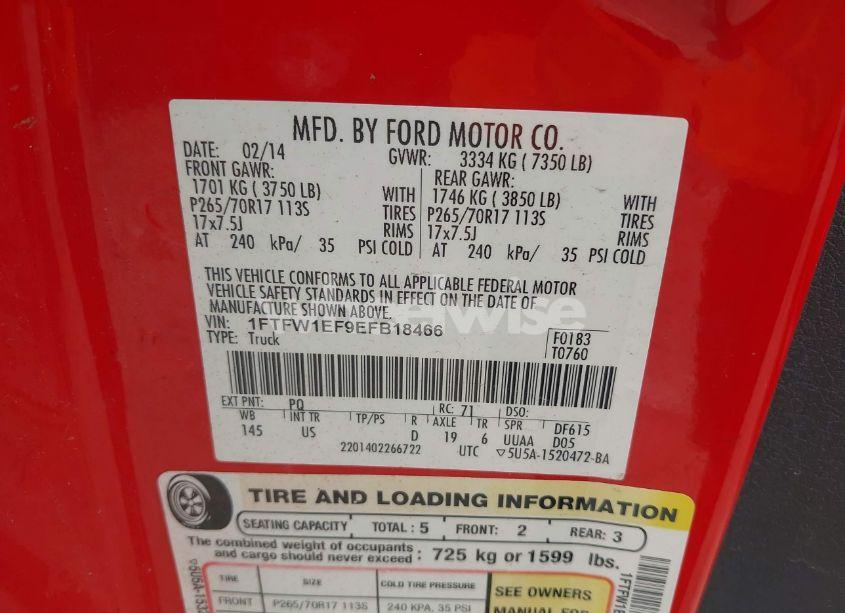 MFD. BY FORD MOTOR CO.
DATE: 02/14 GVWR: 3334 KG ( 7350 LB)
FRONT GAWR: REAR GAWR:
1701 KG ( 3750 LB) WITH 1746 KG ( 3850 LB) WITH
P265/70R17 113S TIRES P265/70R17 113S TIRES
17x7.5J RIMS 17x7.5J RIMS
AT 240 kPa/ 35 PSI COLD AT 240 kPa/ 35 PSI COLD
THIS VEHICLE CONFORMS TO ALL APPLICABLE FEDERAL MOTOR
VEHICLE SAFETY STANDARDS IN EFFECT ON THE DATE OF
MANUFACTURE SHOWN ABOVE.
VIN: 1FTFW1EF9EFB18466 F0183
TYPE: Truck T0760
EXT PNT: PQ RC: 71 DSO:
WB INT TR TP/PS R AXLE TR SPR DF615
145 US D 19 6 UUAA D05
2201402266722 UTC ▽5U5A-1520472-BA
TIRE AND LOADING INFORMATION
SEATING CAPACITY TOTAL : 5 FRONT: 2 REAR: 3
The combined weight of occupants
and cargo should never exceed : 725 kg or 1599 lbs.
TIRE SIZE COLD TIRE PRESSURE SEE OWNERS
FRONT P265/70R17 113S 240 KPA, 35 PSI MANUAL FOR